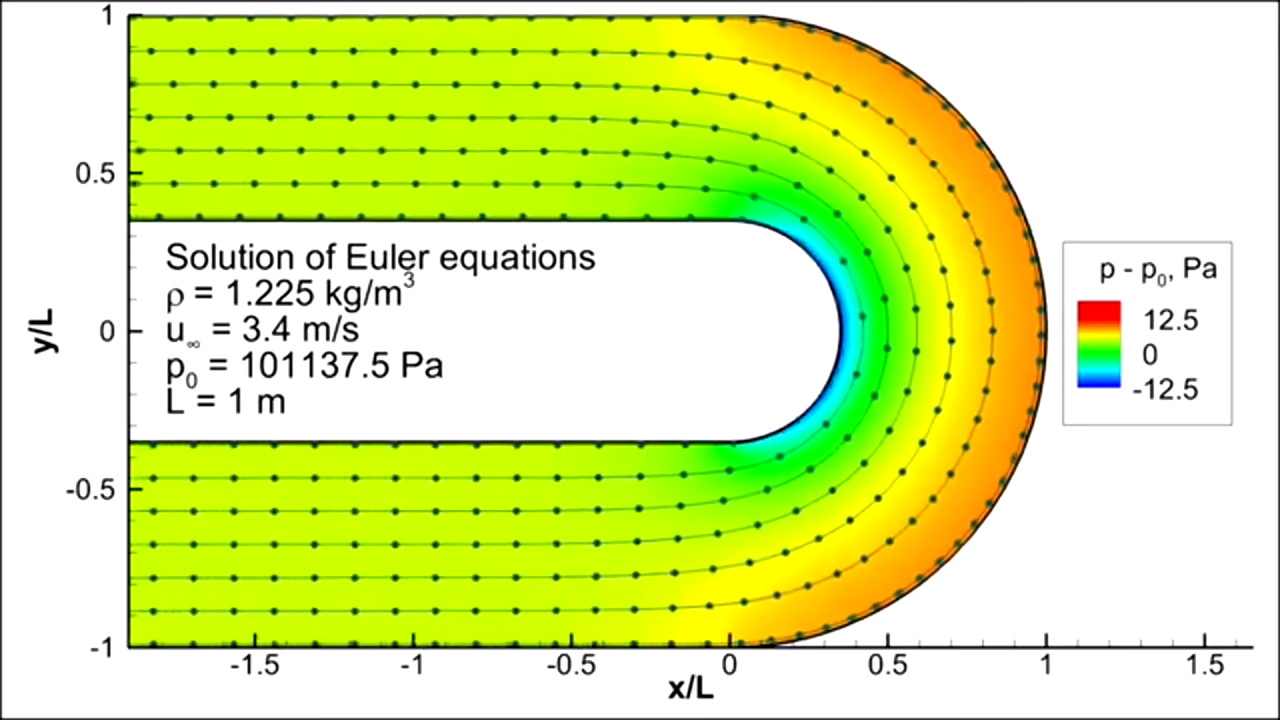 1
0.5
0
-0.5
-1
y/L
Solution of Euler equations
ρ = 1.225 kg/m³
u∞ = 3.4 m/s
p₀ = 101137.5 Pa
L = 1 m
p - p₀, Pa
12.5
0
-12.5
-1.5 -1 -0.5 0 0.5 1 1.5
x/L